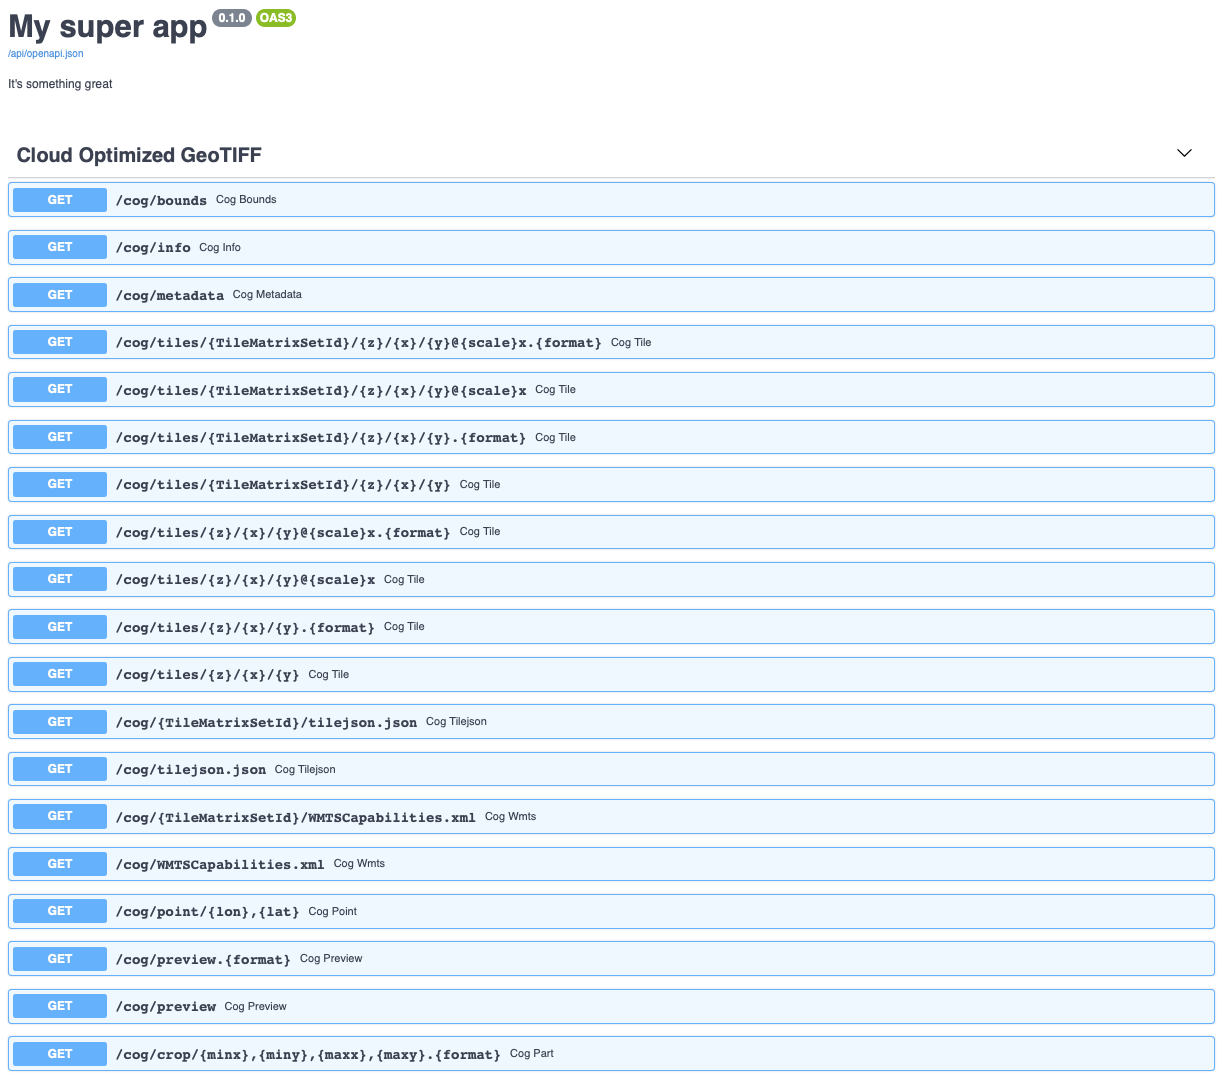 My super app 0.1.0 OAS3
/api/openapi.json
It's something great
Cloud Optimized GeoTIFF
GET /cog/bounds Cog Bounds
GET /cog/info Cog Info
GET /cog/metadata Cog Metadata
GET /cog/tiles/{TileMatrixSetId}/{z}/{x}/{y}@{scale}x.{format} Cog Tile
GET /cog/tiles/{TileMatrixSetId}/{z}/{x}/{y}@{scale}x Cog Tile
GET /cog/tiles/{TileMatrixSetId}/{z}/{x}/{y}.{format} Cog Tile
GET /cog/tiles/{TileMatrixSetId}/{z}/{x}/{y} Cog Tile
GET /cog/tiles/{z}/{x}/{y}@{scale}x.{format} Cog Tile
GET /cog/tiles/{z}/{x}/{y}@{scale}x Cog Tile
GET /cog/tiles/{z}/{x}/{y}.{format} Cog Tile
GET /cog/tiles/{z}/{x}/{y} Cog Tile
GET /cog/{TileMatrixSetId}/tilejson.json Cog Tilejson
GET /cog/tilejson.json Cog Tilejson
GET /cog/{TileMatrixSetId}/WMTSCapabilities.xml Cog Wmts
GET /cog/WMTSCapabilities.xml Cog Wmts
GET /cog/point/{lon},{lat} Cog Point
GET /cog/preview.{format} Cog Preview
GET /cog/preview Cog Preview
GET /cog/crop/{minx},{miny},{maxx},{maxy}.{format} Cog Part